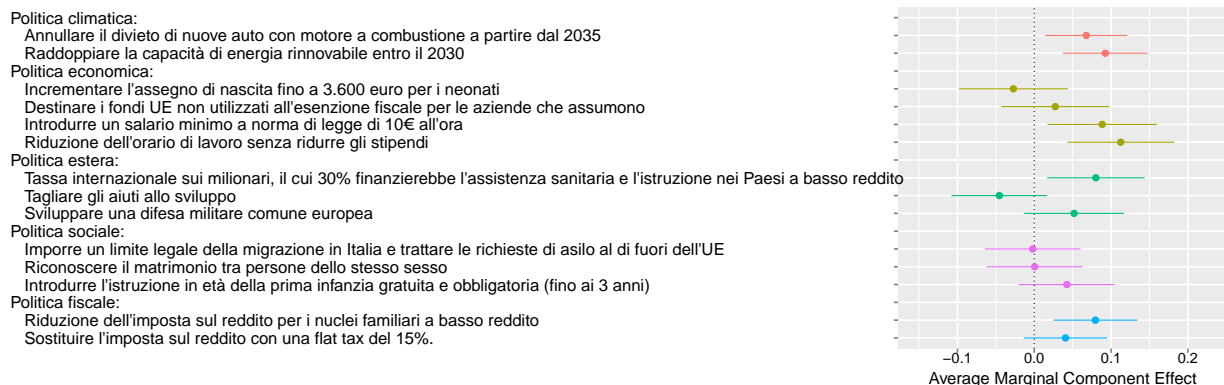 Politica climatica:
Annullare il divieto di nuove auto con motore a combustione a partire dal 2035
Raddoppiare la capacità di energia rinnovabile entro il 2030
Politica economica:
Incrementare l'assegno di nascita fino a 3.600 euro per i neonati
Destinare i fondi UE non utilizzati all'esenzione fiscale per le aziende che assumono
Introdurre un salario minimo a norma di legge di 10€ all'ora
Riduzione dell'orario di lavoro senza ridurre gli stipendi
Politica estera:
Tassa internazionale sui milionari, il cui 30% finanzierebbe l'assistenza sanitaria e l'istruzione nei Paesi a basso reddito
Tagliare gli aiuti allo sviluppo
Sviluppare una difesa militare comune europea
Politica sociale:
Imporre un limite legale della migrazione in Italia e trattare le richieste di asilo al di fuori dell'UE
Riconoscere il matrimonio tra persone dello stesso sesso
Introdurre l'istruzione in età della prima infanzia gratuita e obbligatoria (fino ai 3 anni)
Politica fiscale:
Riduzione dell'imposta sul reddito per i nuclei familiari a basso reddito
Sostituire l'imposta sul reddito con una flat tax del 15%.
−0.1 0.0 0.1 0.2
Average Marginal Component Effect